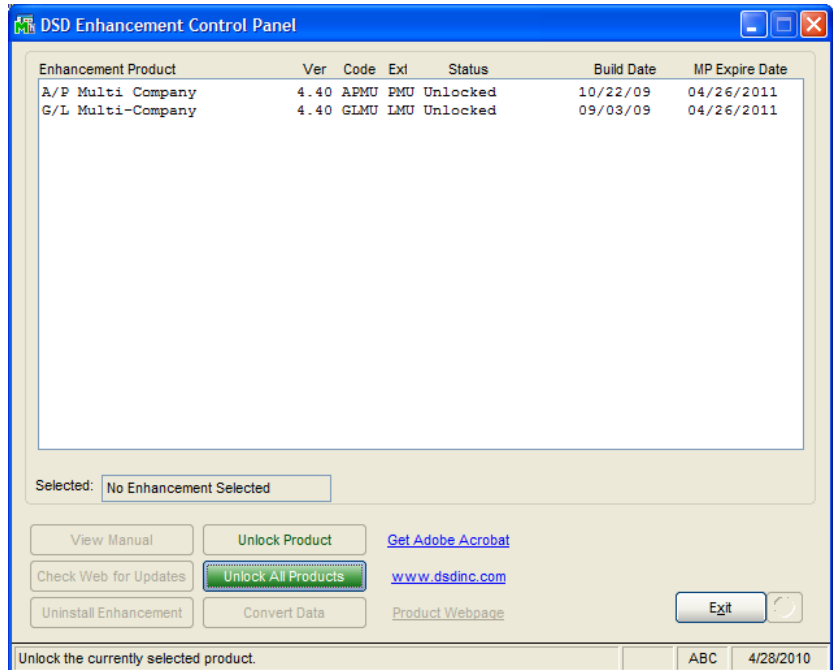 DSD Enhancement Control Panel
Enhancement Product Ver Code Ext Status Build Date MP Expire Date
A/P Multi Company 4.40 APMU PMU Unlocked 10/22/09 04/26/2011
G/L Multi-Company 4.40 GLMU LMU Unlocked 09/03/09 04/26/2011
Selected: No Enhancement Selected
View Manual Unlock Product Get Adobe Acrobat
Check Web for Updates Unlock All Products www.dsdinc.com
Uninstall Enhancement Convert Data Product Webpage Exit
Unlock the currently selected product. ABC 4/28/2010